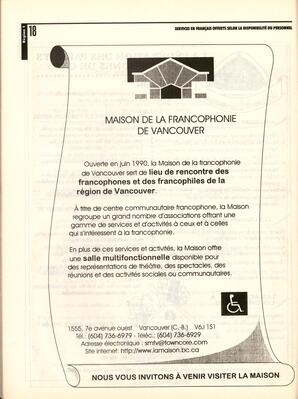 Région 1
18
SERVICES EN FRANÇAIS OFFERTS SELON LA DISPONIBILITÉ DU PERSONNEL
MAISON DE LA FRANCOPHONIE
DE VANCOUVER
Ouverte en juin 1990, la Maison de la francophonie
de Vancouver sert de lieu de rencontre des
francophones et des francophiles de la
région de Vancouver.
À titre de centre communautaire francophone, la Maison
regroupe un grand nombre d'associations offrant une
gamme de services et d'activités à ceux et à celles
qui s'intéressent à la francophonie.
En plus de ces services et activités, la Maison offre
une salle multifonctionnelle disponible pour
des représentations de théâtre, des spectacles, des
réunions et des activités sociales ou communautaires.
1555, 7e avenue ouest Vancouver (C.-B.) V6J 1S1
Tél.: (604) 736-6979 - Téléc.: (604) 736-6929
Adresse électronique : smfv@towncore.com
Site internet: http://www.lamaison.bc.ca
NOUS VOUS INVITONS À VENIR VISITER LA MAISON